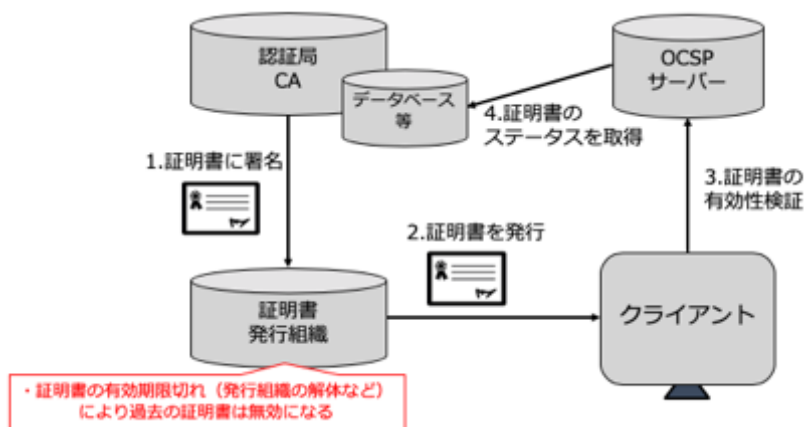 認証局
CA
データベース
等
OCSP
サーバー
4.証明書の
ステータスを取得
1.証明書に署名
3.証明書の
有効性検証
2.証明書を発行
証明書
発行組織
クライアント
・証明書の有効期限切れ（発行組織の解体など）
により過去の証明書は無効になる